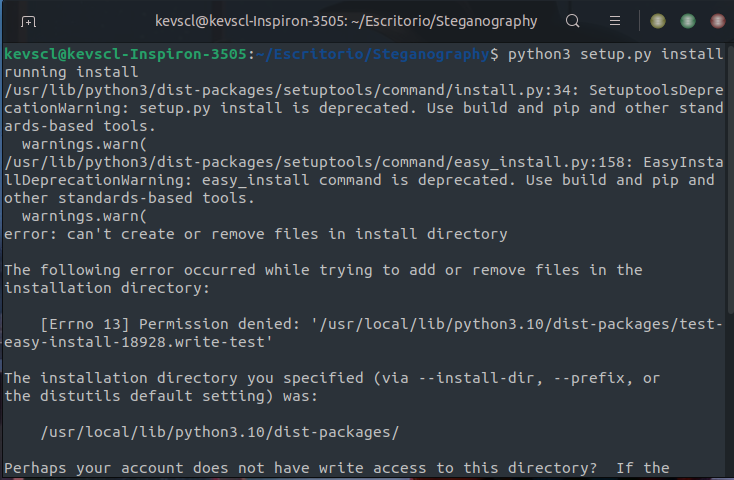 kevscl@kevscl-Inspiron-3505: ~/Escritorio/Steganography
kevscl@kevscl-Inspiron-3505:~/Escritorio/Steganography$ python3 setup.py install
running install
/usr/lib/python3/dist-packages/setuptools/command/install.py:34: SetuptoolsDepre
cationWarning: setup.py install is deprecated. Use build and pip and other stand
ards-based tools.
  warnings.warn(
/usr/lib/python3/dist-packages/setuptools/command/easy_install.py:158: EasyInsta
llDeprecationWarning: easy_install command is deprecated. Use build and pip and
other standards-based tools.
  warnings.warn(
error: can't create or remove files in install directory

The following error occurred while trying to add or remove files in the
installation directory:

    [Errno 13] Permission denied: '/usr/local/lib/python3.10/dist-packages/test-
easy-install-18928.write-test'

The installation directory you specified (via --install-dir, --prefix, or
the distutils default setting) was:

    /usr/local/lib/python3.10/dist-packages/

Perhaps your account does not have write access to this directory?  If the